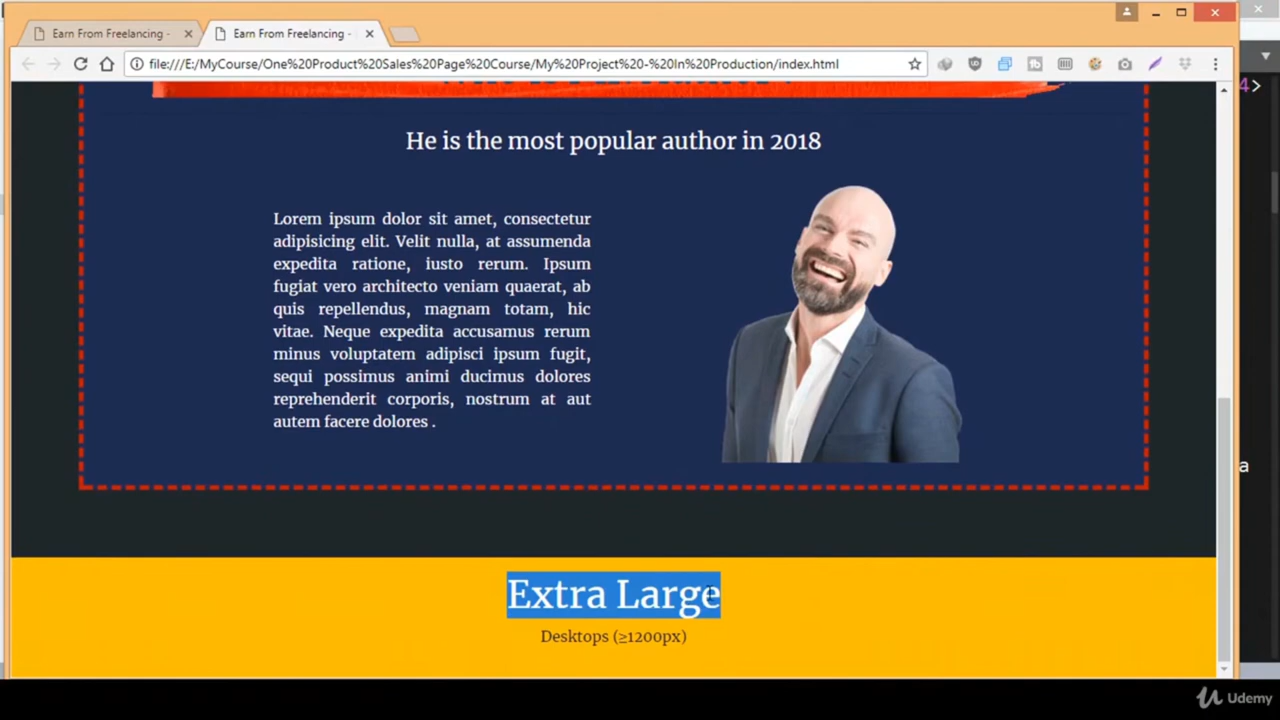 Earn From Freelancing -
Earn From Freelancing -
file:///E:/MyCourse/One%20Product%20Sales%20Page%20Course/My%20Project%20-%20In%20Production/index.html
4>
He is the most popular author in 2018
Lorem ipsum dolor sit amet, consectetur
adipisicing elit. Velit nulla, at assumenda
expedita ratione, iusto rerum. Ipsum
fugiat vero architecto veniam quaerat, ab
quis repellendus, magnam totam, hic
vitae. Neque expedita accusamus rerum
minus voluptatem adipisci ipsum fugit,
sequi possimus animi ducimus dolores
reprehenderit corporis, nostrum at aut
autem facere dolores .
a
Extra Large
Desktops (≥1200px)
Udemy